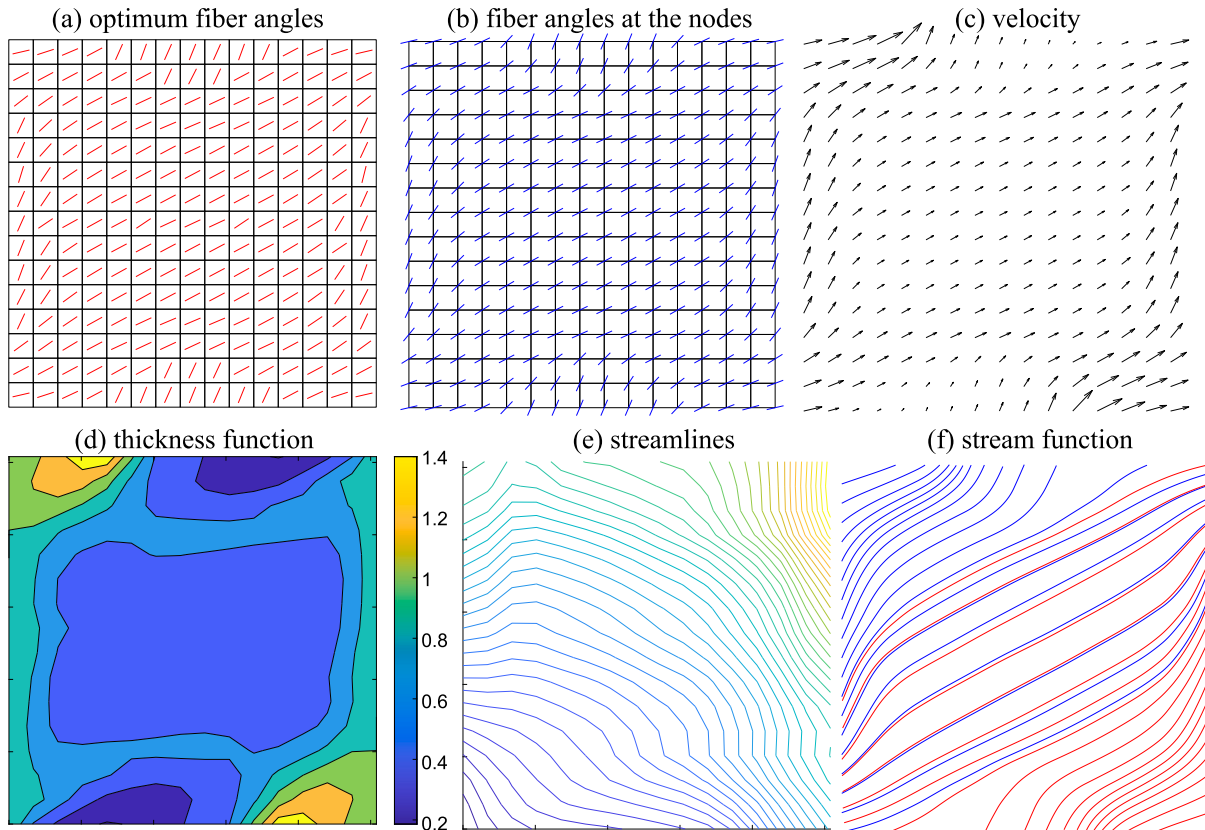 (a) optimum fiber angles
(b) fiber angles at the nodes
(c) velocity
(d) thickness function
(e) streamlines
(f) stream function
1.4
1.2
1
0.8
0.6
0.4
0.2